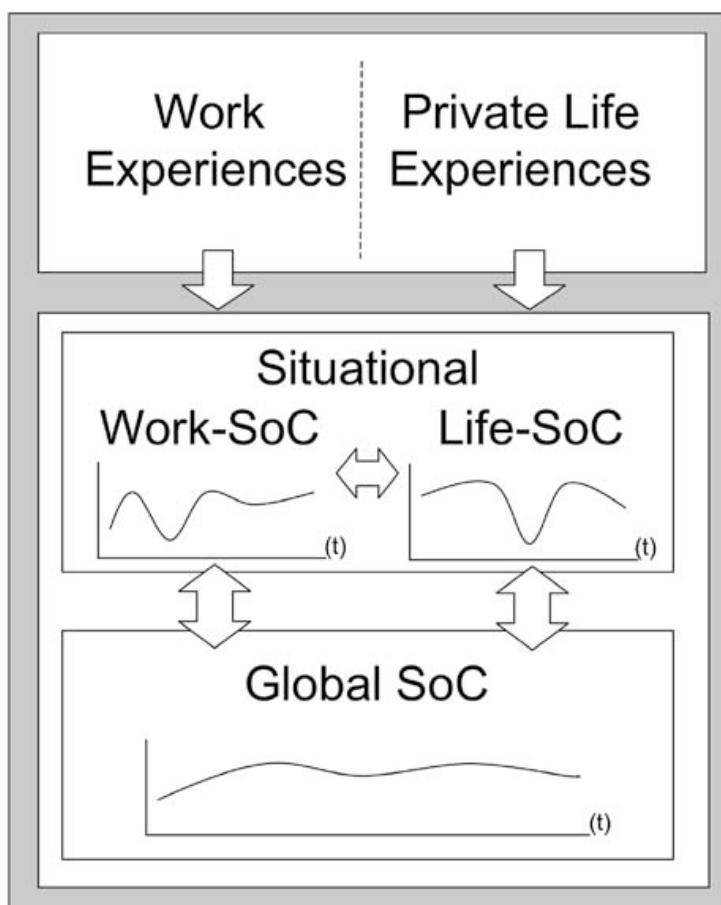 Work
Experiences
Private Life
Experiences
Situational
Work-SoC
Life-SoC
(t)
(t)
Global SoC
(t)